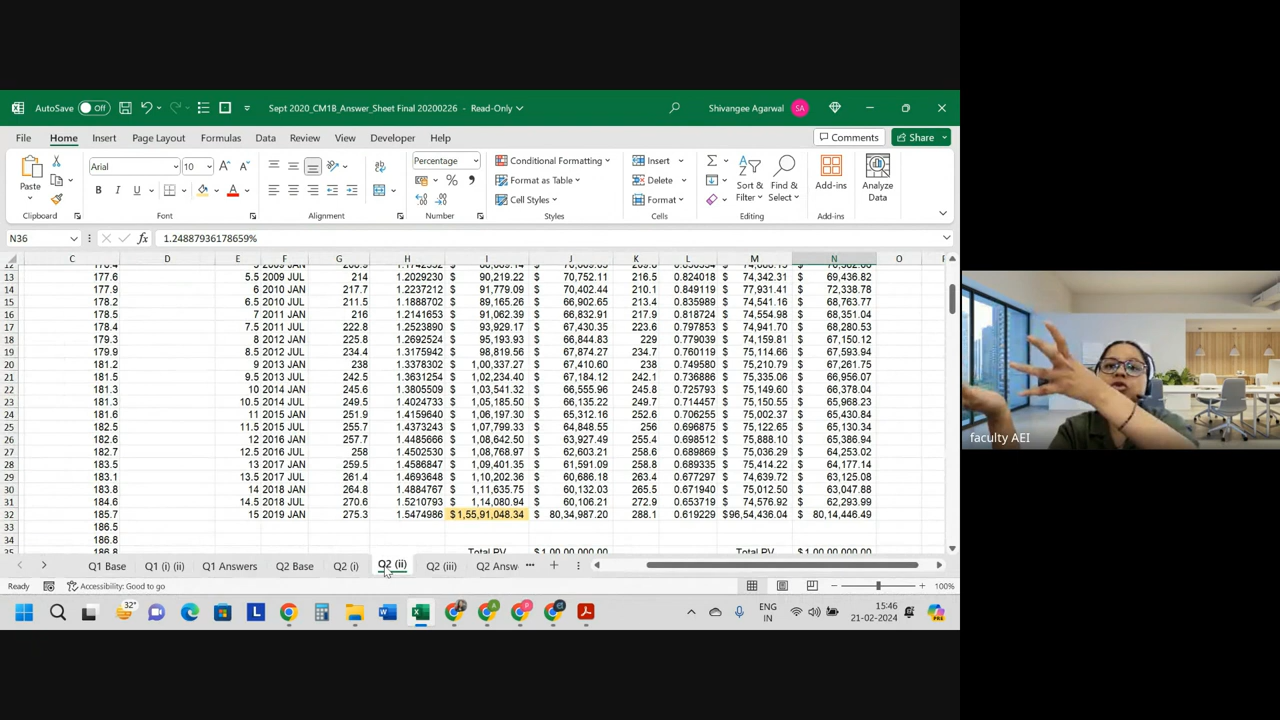 AutoSave Off Sept 2020_CM1B_Answer_Sheet Final 20200226 - Read-Only Shivangee Agarwal SA
File Home Insert Page Layout Formulas Data Review View Developer Help Comments Share
Paste Arial 10 Percentage Conditional Formatting Insert Sort & Filter Find & Select Add-ins Analyze Data
B I U Format as Table Delete
Cell Styles Format
Clipboard Font Alignment Number Styles Cells Editing Add-ins
N36 fx 1.24887936178659%
C D E F G H I J K L M N O
13 177.6 5.5 2009 JUL 214 1.2029230 $ 90,219.22 $ 70,752.11 216.5 0.824018 $ 74,342.31 $ 69,436.82
14 177.9 6 2010 JAN 217.7 1.2237212 $ 91,779.09 $ 70,402.44 210.1 0.849119 $ 77,931.41 $ 72,338.78
15 178.2 6.5 2010 JUL 211.5 1.1888702 $ 89,165.26 $ 66,902.65 213.4 0.835989 $ 74,541.16 $ 68,763.77
16 178.5 7 2011 JAN 216 1.2141653 $ 91,062.39 $ 66,832.91 217.9 0.818724 $ 74,554.98 $ 68,351.04
17 178.4 7.5 2011 JUL 222.8 1.2523890 $ 93,929.17 $ 67,430.35 223.6 0.797853 $ 74,941.70 $ 68,280.53
18 179.3 8 2012 JAN 225.8 1.2692524 $ 95,193.93 $ 66,844.83 229 0.779039 $ 74,159.81 $ 67,150.12
19 179.9 8.5 2012 JUL 234.4 1.3175942 $ 98,819.56 $ 67,874.27 234.7 0.760119 $ 75,114.66 $ 67,593.94
20 181.2 9 2013 JAN 238 1.3378302 $ 1,00,337.27 $ 67,410.60 238 0.749580 $ 75,210.79 $ 67,261.75
21 181.3 9.5 2013 JUL 242.5 1.3631254 $ 1,02,234.40 $ 67,184.12 242.1 0.736886 $ 75,335.06 $ 66,956.07
22 181.3 10 2014 JAN 245.6 1.3805509 $ 1,03,541.32 $ 66,555.96 245.8 0.725793 $ 75,149.60 $ 66,378.04
23 181.3 10.5 2014 JUL 249.5 1.4024733 $ 1,05,185.50 $ 66,135.22 249.7 0.714457 $ 75,150.55 $ 65,968.23
24 181.6 11 2015 JAN 251.9 1.4159640 $ 1,06,197.30 $ 65,312.16 252.6 0.706255 $ 75,002.37 $ 65,430.84
25 182.5 11.5 2015 JUL 255.7 1.4373243 $ 1,07,799.33 $ 64,848.55 256 0.696875 $ 75,122.65 $ 65,130.34
26 182.6 12 2016 JAN 257.7 1.4485666 $ 1,08,642.50 $ 63,927.49 255.4 0.698512 $ 75,888.10 $ 65,386.94
27 182.7 12.5 2016 JUL 258 1.4502530 $ 1,08,768.97 $ 62,603.21 258.6 0.689869 $ 75,036.29 $ 64,253.02
28 183.5 13 2017 JAN 259.5 1.4586847 $ 1,09,401.35 $ 61,591.09 258.8 0.689335 $ 75,414.22 $ 64,177.14
29 183.1 13.5 2017 JUL 261.4 1.4693648 $ 1,10,202.36 $ 60,686.18 263.4 0.677297 $ 74,639.72 $ 63,125.08
30 183.8 14 2018 JAN 264.8 1.4884767 $ 1,11,635.75 $ 60,132.03 265.5 0.671940 $ 75,012.50 $ 63,047.88
31 184.6 14.5 2018 JUL 270.6 1.5210793 $ 1,14,080.94 $ 60,106.21 272.9 0.653719 $ 74,576.92 $ 62,293.99
32 185.7 15 2019 JAN 275.3 1.5474986 $ 1,55,91,048.34 $ 80,34,987.20 288.1 0.619229 $ 96,54,436.04 $ 80,14,446.49
33 186.5
34 186.8
35 186.8 Total PV $ 1,00,00,000.00 Total PV $ 1,00,00,000.00
Q1 Base Q1 (i) (ii) Q1 Answers Q2 Base Q2 (i) Q2 (ii) Q2 (iii) Q2 Answ
Ready Accessibility: Good to go 100%
32° ENG IN 15:46 21-02-2024
faculty AEI